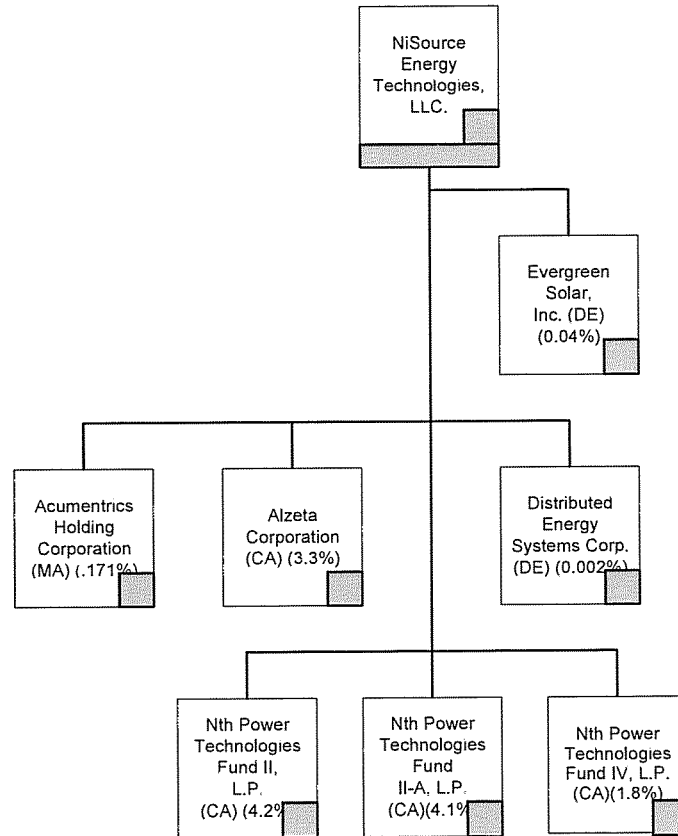 NiSource
Energy
Technologies,
LLC.
Evergreen
Solar,
Inc. (DE)
(0.04%)
Acumentrics
Holding
Corporation
(MA) (.171%)
Alzeta
Corporation
(CA) (3.3%)
Distributed
Energy
Systems Corp.
(DE) (0.002%)
Nth Power
Technologies
Fund II,
L.P.
(CA) (4.2%
Nth Power
Technologies
Fund
II-A, L.P.
(CA)(4.1%
Nth Power
Technologies
Fund IV, L.P.
(CA)(1.8%)